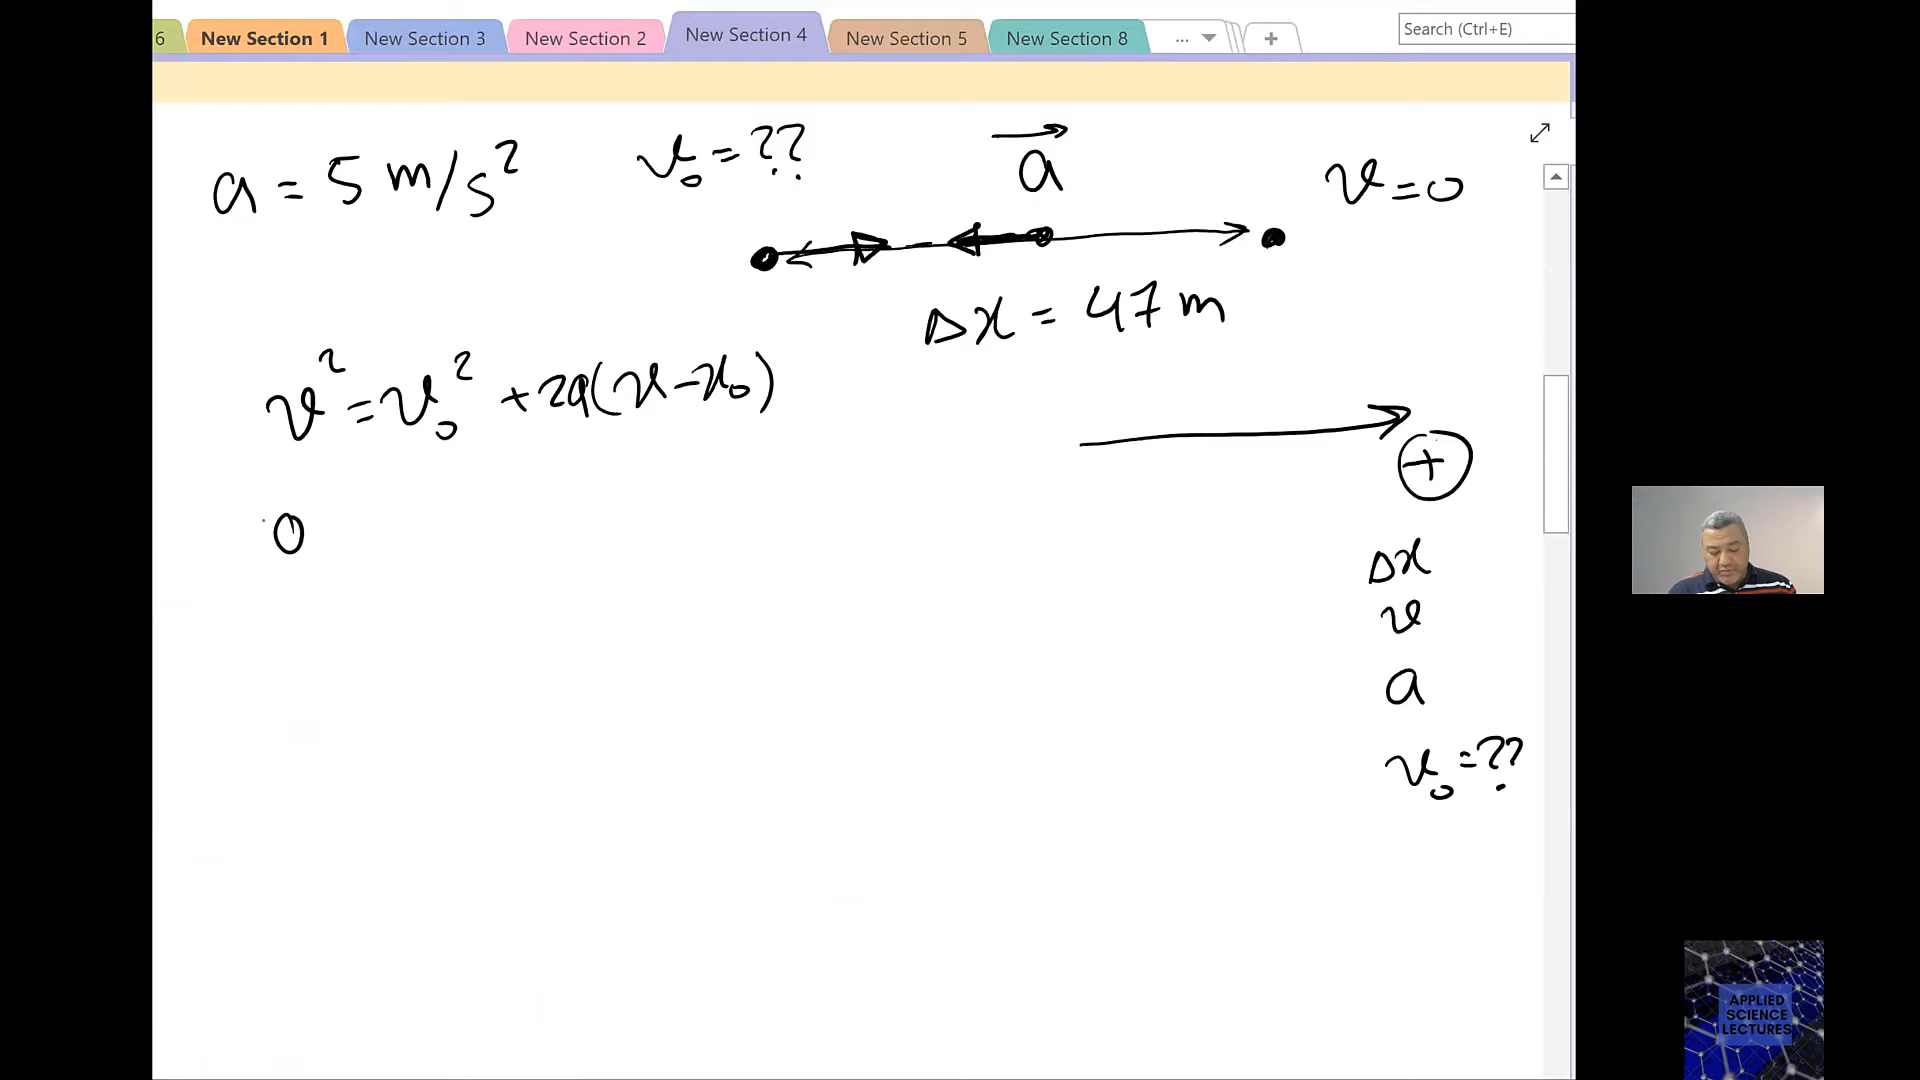 6 New Section 1 New Section 3 New Section 2 New Section 4 New Section 5 New Section 8 ... + Search (Ctrl+E)
a = 5 m/s² v₀ = ?? a⃗ v = 0
Δx = 47 m
v² = v₀² + 2a(x - x₀)
+
0
Δx
v
a
v₀ = ??
APPLIED
SCIENCE
LECTURES